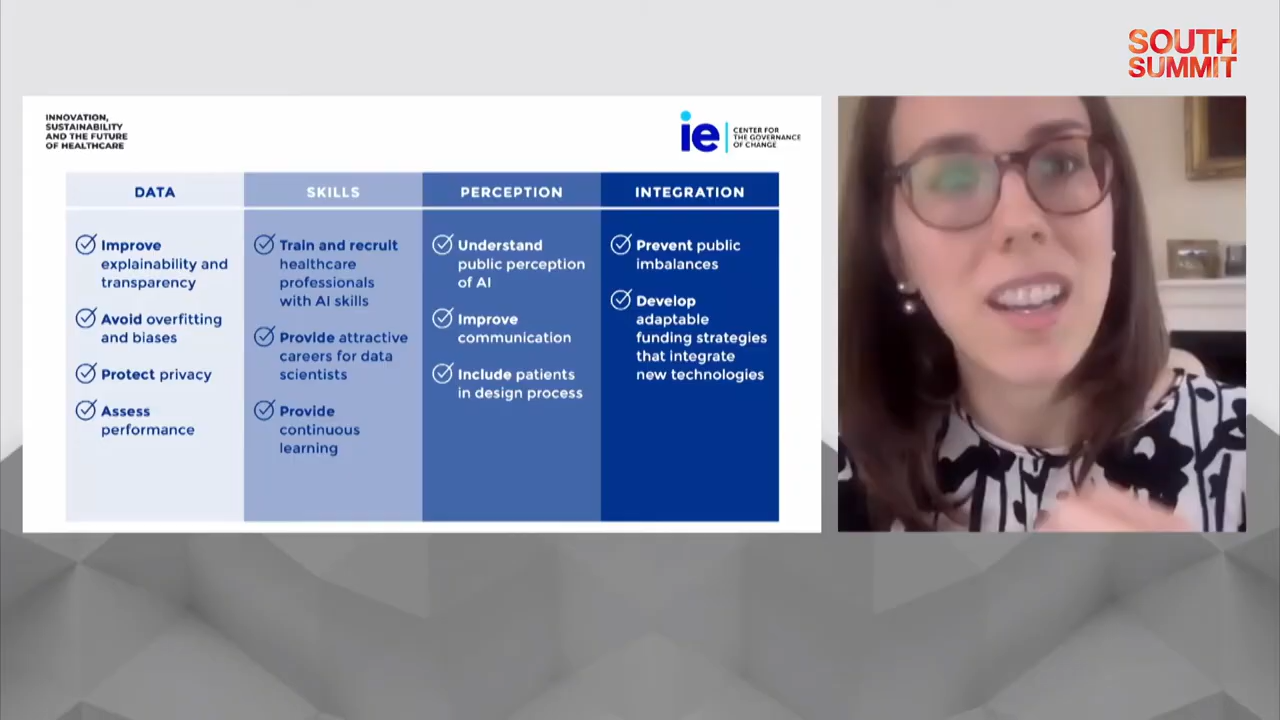 SOUTH
SUMMIT
INNOVATION,
SUSTAINABILITY
AND THE FUTURE
OF HEALTHCARE
ie
CENTER FOR
THE GOVERNANCE
OF CHANGE
DATA
Improve
explainability and
transparency
Avoid overfitting
and biases
Protect privacy
Assess
performance
SKILLS
Train and recruit
healthcare
professionals
with AI skills
Provide attractive
careers for data
scientists
Provide
continuous
learning
PERCEPTION
Understand
public perception
of AI
Improve
communication
Include patients
in design process
INTEGRATION
Prevent public
imbalances
Develop
adaptable
funding strategies
that integrate
new technologies